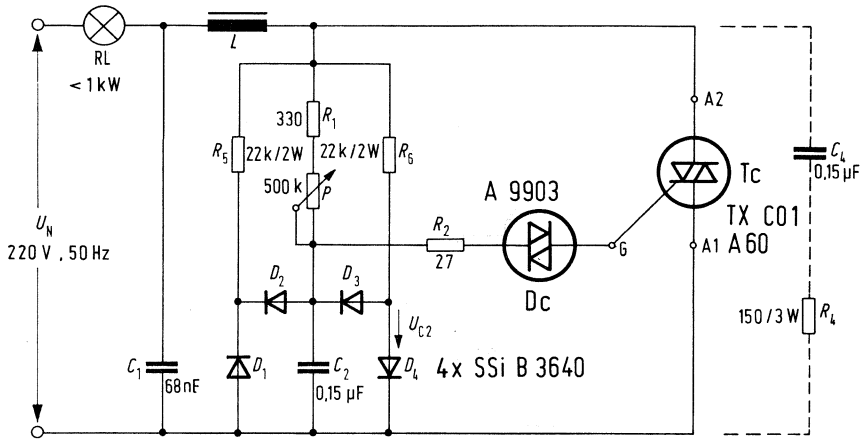 RL
< 1 kW
L
330 R1
R5 22k/2W 22k/2W R6
500 k P
A2
C4
0,15 µF
Tc
TX C01
A60
A 9903
R2
27
G
A1
Dc
UN
220 V, 50 Hz
D2
D3
UC2
150/3 W R4
C1
68nF
D1
C2
0,15 µF
D4
4x SSi B 3640